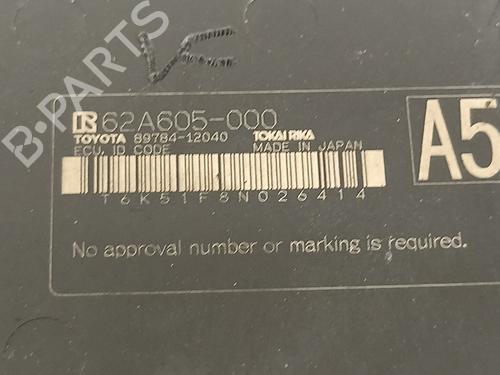 B-PARTS
VF
62A605-000
TOYOTA 89784-12040 TOKAI RIKA
ECU, ID CODE MADE IN JAPAN
A5
T6K51F8N026414
No approval number or marking is required.